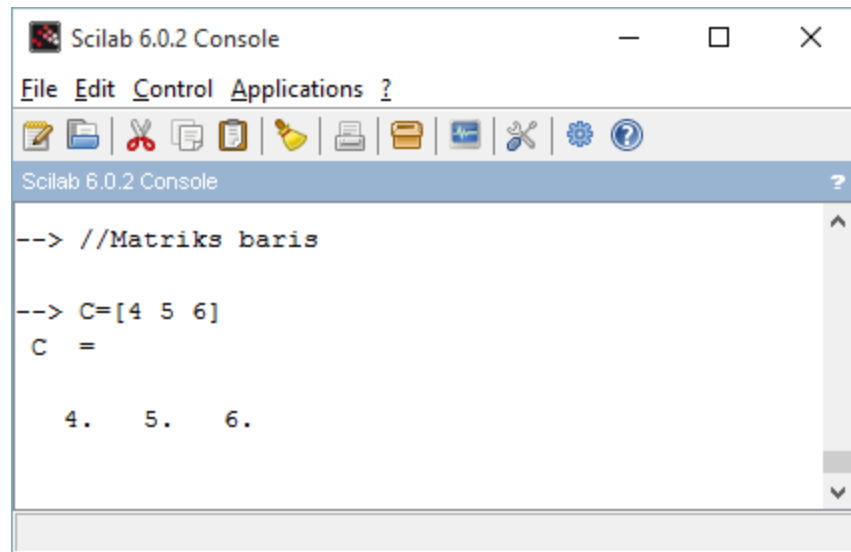 Scilab 6.0.2 Console
File Edit Control Applications ?
Scilab 6.0.2 Console ?
--> //Matriks baris
--> C=[4 5 6]
C =
4. 5. 6.